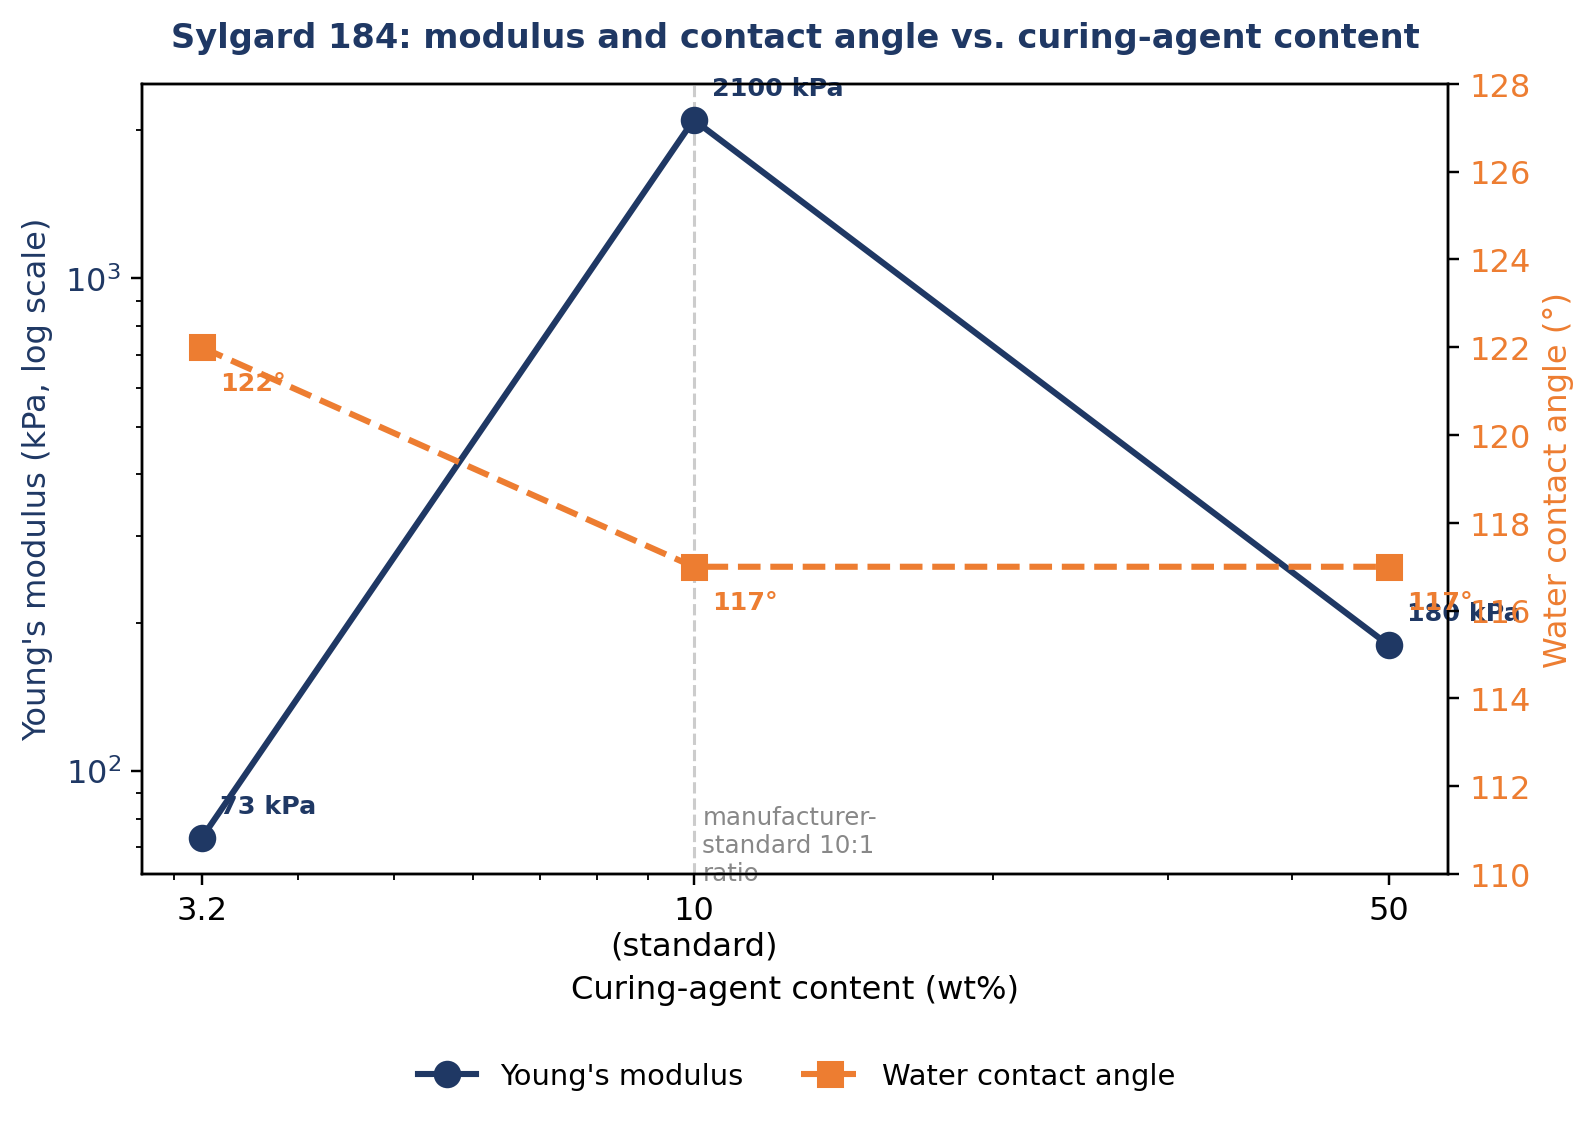 Sylgard 184: modulus and contact angle vs. curing-agent content
2100 kPa
128
126
124
122
120
118
116
114
112
110
Water contact angle (°)
Young's modulus (kPa, log scale)
10³
10²
122°
117°
117°
180 kPa
73 kPa
manufacturer-
standard 10:1
ratio
3.2
10
(standard)
50
Curing-agent content (wt%)
Young's modulus
Water contact angle